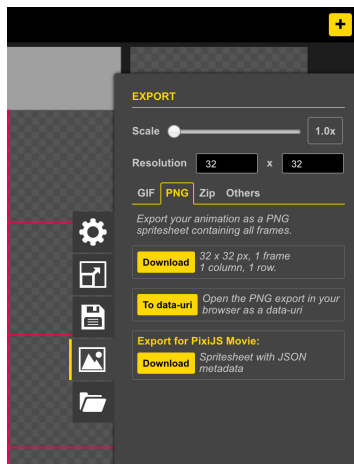 +
EXPORT
Scale 1.0x
Resolution 32 x 32
GIF PNG Zip Others
Export your animation as a PNG
spritesheet containing all frames.
Download 32 x 32 px, 1 frame
1 column, 1 row.
To data-uri Open the PNG export in your
browser as a data-uri
Export for PixiJS Movie:
Download Spritesheet with JSON
metadata